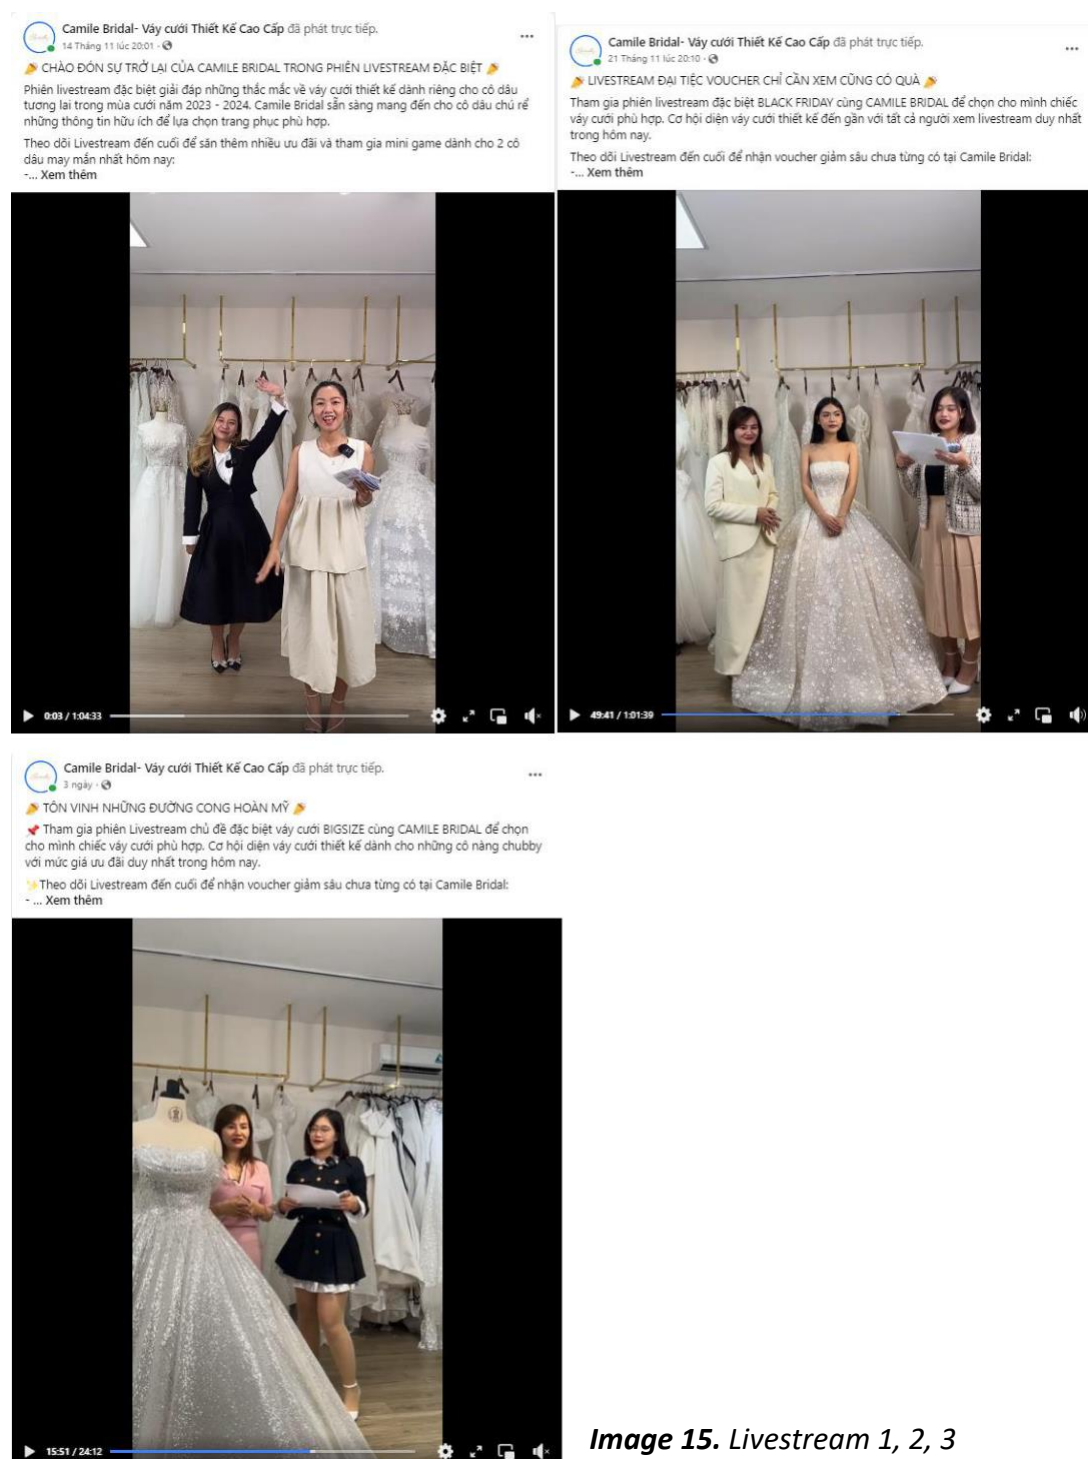 Camile Bridal- Váy cưới Thiết Kế Cao Cấp đã phát trực tiếp.
14 Tháng 11 lúc 20:01 ·
CHÀO ĐÓN SỰ TRỞ LẠI CỦA CAMILE BRIDAL TRONG PHIÊN LIVESTREAM ĐẶC BIỆT
Phiên livestream đặc biệt giải đáp những thắc mắc về váy cưới thiết kế dành riêng cho cô dâu
tương lai trong mùa cưới năm 2023 - 2024. Camile Bridal sẵn sàng mang đến cho cô dâu chú rể
những thông tin hữu ích để lựa chọn trang phục phù hợp.
Theo dõi Livestream đến cuối để săn thêm nhiều ưu đãi và tham gia mini game dành cho 2 cô
dâu may mắn nhất hôm nay:
-... Xem thêm
0:03 / 1:04:33
Camile Bridal- Váy cưới Thiết Kế Cao Cấp đã phát trực tiếp.
21 Tháng 11 lúc 20:10 ·
LIVESTREAM ĐẠI TIỆC VOUCHER CHỈ CẦN XEM CŨNG CÓ QUÀ
Tham gia phiên livestream đặc biệt BLACK FRIDAY cùng CAMILE BRIDAL để chọn cho mình chiếc
váy cưới phù hợp. Cơ hội diện váy cưới thiết kế đến gần với tất cả người xem livestream duy nhất
trong hôm nay.
Theo dõi Livestream đến cuối để nhận voucher giảm sâu chưa từng có tại Camile Bridal:
-... Xem thêm
49:41 / 1:01:39
Camile Bridal- Váy cưới Thiết Kế Cao Cấp đã phát trực tiếp.
3 ngày ·
TÔN VINH NHỮNG ĐƯỜNG CONG HOÀN MỸ
Tham gia phiên Livestream chủ đề đặc biệt váy cưới BIGSIZE cùng CAMILE BRIDAL để chọn
cho mình chiếc váy cưới phù hợp. Cơ hội diện váy cưới thiết kế dành cho những cô nàng chubby
với mức giá ưu đãi duy nhất trong hôm nay.
Theo dõi Livestream đến cuối để nhận voucher giảm sâu chưa từng có tại Camile Bridal:
- ... Xem thêm
15:51 / 24:12
Image 15. Livestream 1, 2, 3